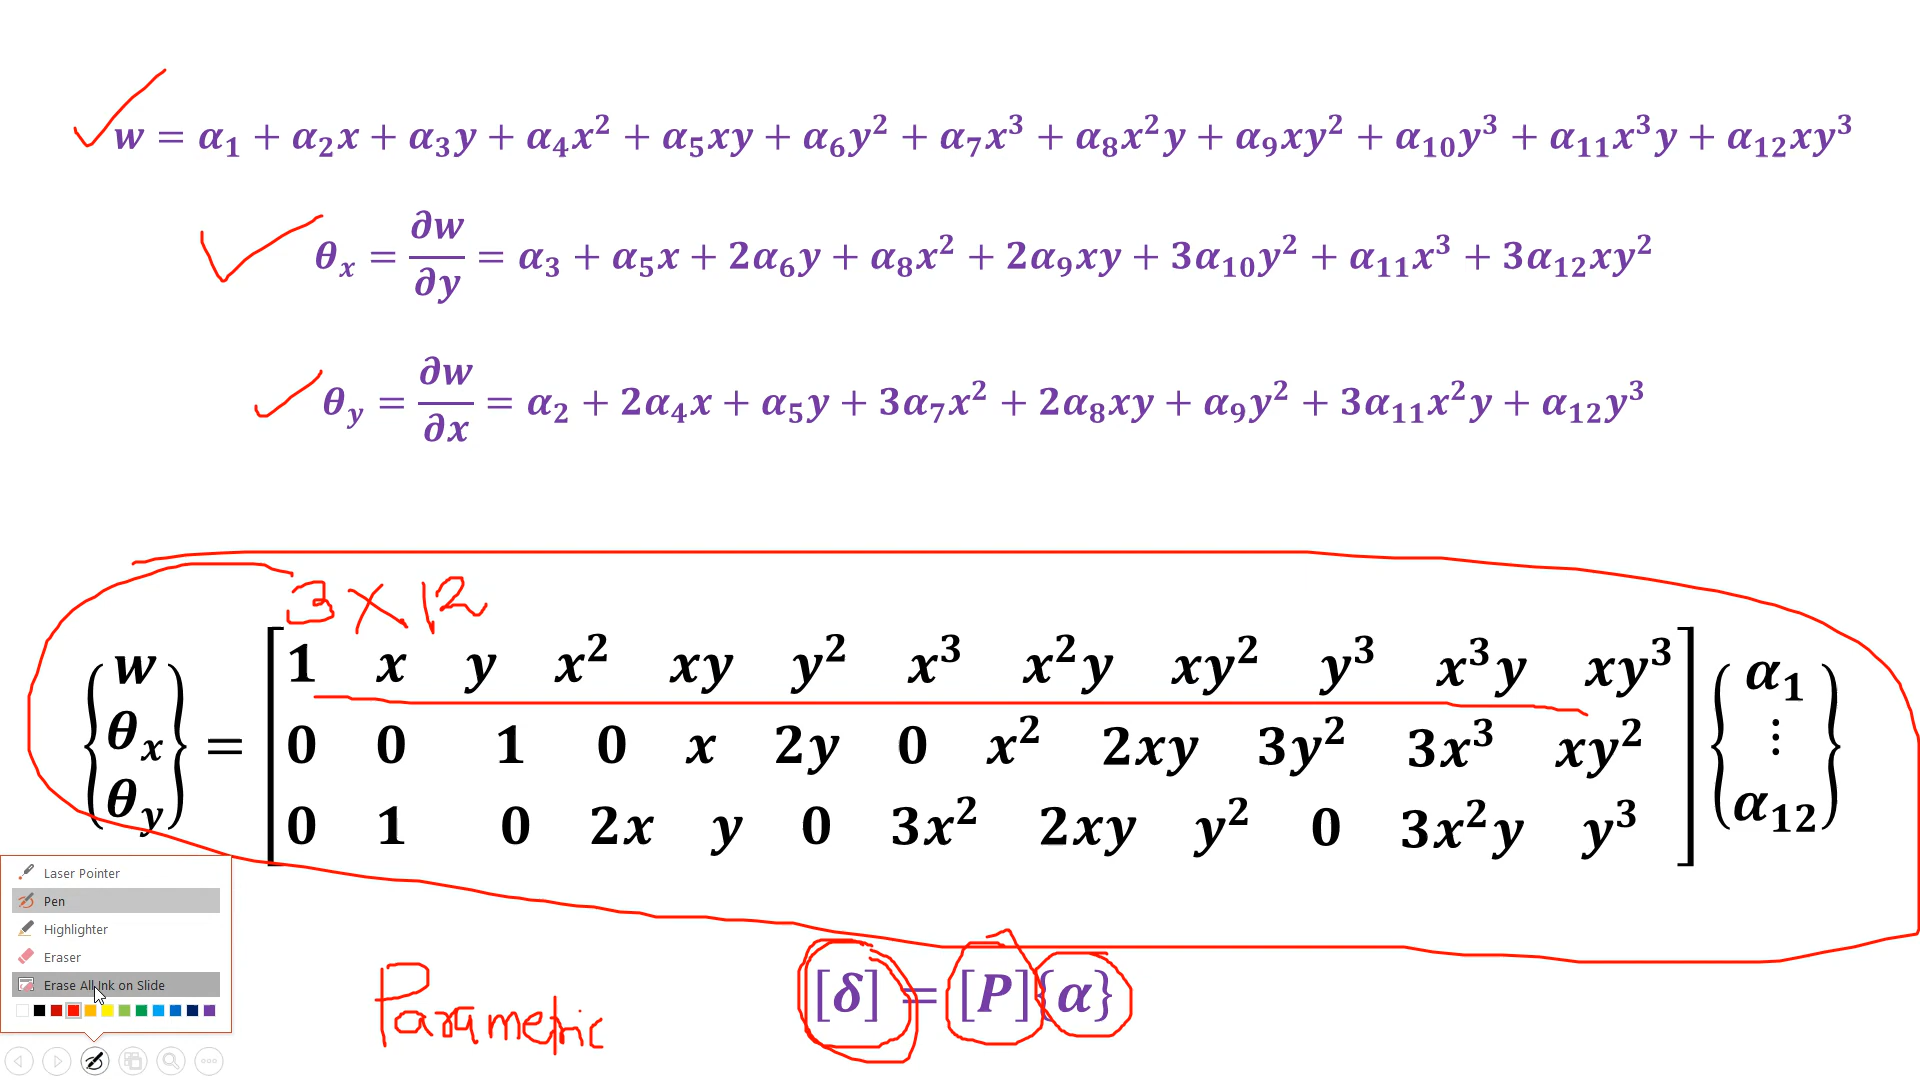 w = α₁ + α₂x + α₃y + α₄x² + α₅xy + α₆y² + α₇x³ + α₈x²y + α₉xy² + α₁₀y³ + α₁₁x³y + α₁₂xy³
θₓ = ∂w/∂y = α₃ + α₅x + 2α₆y + α₈x² + 2α₉xy + 3α₁₀y² + α₁₁x³ + 3α₁₂xy²
θ_y = ∂w/∂x = α₂ + 2α₄x + α₅y + 3α₇x² + 2α₈xy + α₉y² + 3α₁₁x²y + α₁₂y³
3 × 12
w 1 x y x² xy y² x³ x²y xy² y³ x³y xy³ α₁
θₓ = 0 0 1 0 x 2y 0 x² 2xy 3y² 3x³ xy² ⋮
θ_y 0 1 0 2x y 0 3x² 2xy y² 0 3x²y y³ α₁₂
Laser Pointer
Pen
Highlighter
Eraser
Erase All Ink on Slide
Parametric
[δ] = [P]{α}